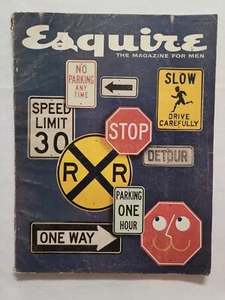 Esquire
THE MAGAZINE FOR MEN
NO
PARKING
ANY
TIME
SLOW
DRIVE
CAREFULLY
SPEED
LIMIT
30
STOP
DETOUR
R R
PARKING
ONE
HOUR
ONE WAY